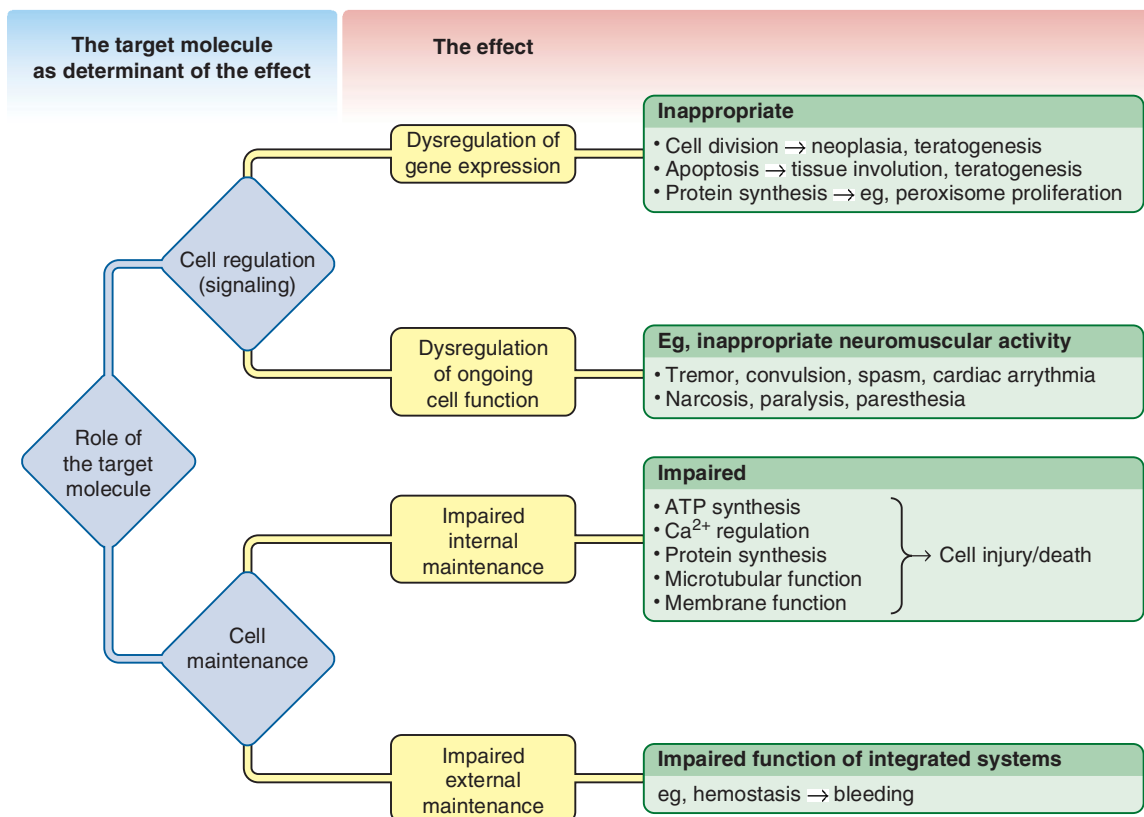 The target molecule
as determinant of the effect
The effect
Role of
the target
molecule
Cell regulation
(signaling)
Dysregulation of
gene expression
Inappropriate
• Cell division → neoplasia, teratogenesis
• Apoptosis → tissue involution, teratogenesis
• Protein synthesis → eg, peroxisome proliferation
Dysregulation
of ongoing
cell function
Eg, inappropriate neuromuscular activity
• Tremor, convulsion, spasm, cardiac arrythmia
• Narcosis, paralysis, paresthesia
Cell
maintenance
Impaired
internal
maintenance
Impaired
• ATP synthesis
• Ca²⁺ regulation
• Protein synthesis
• Microtubular function
• Membrane function
→ Cell injury/death
Impaired
external
maintenance
Impaired function of integrated systems
eg, hemostasis → bleeding